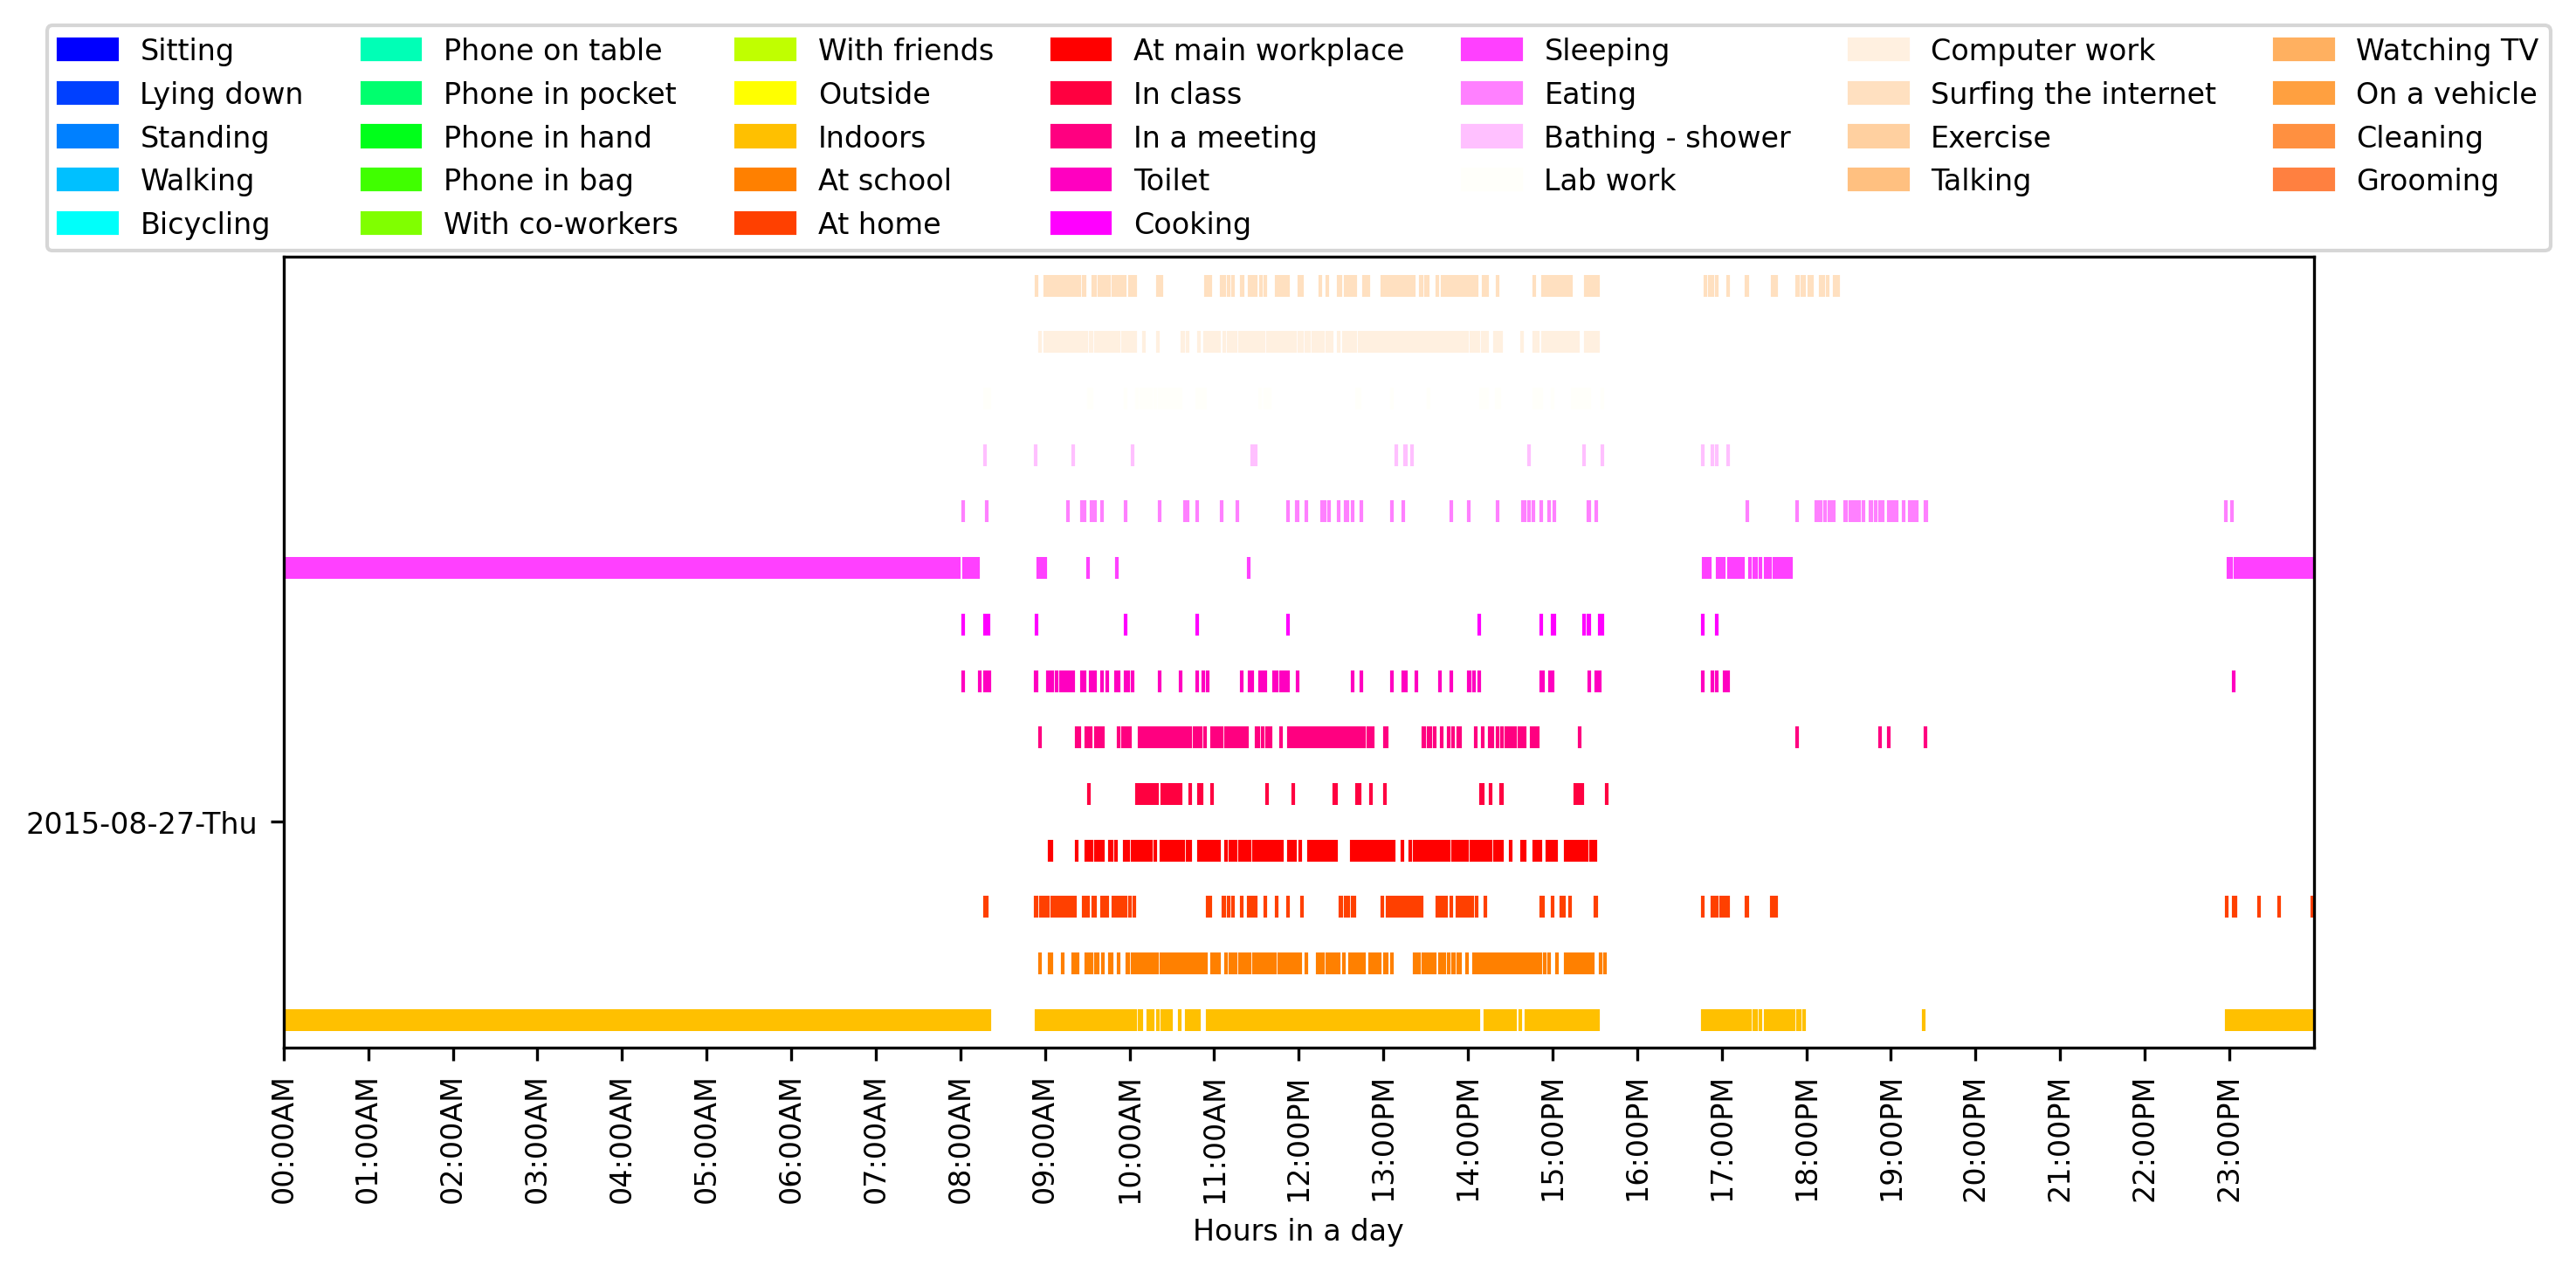 Sitting
Lying down
Standing
Walking
Bicycling
Phone on table
Phone in pocket
Phone in hand
Phone in bag
With co-workers
With friends
Outside
Indoors
At school
At home
At main workplace
In class
In a meeting
Toilet
Cooking
Sleeping
Eating
Bathing - shower
Lab work
Computer work
Surfing the internet
Exercise
Talking
Watching TV
On a vehicle
Cleaning
Grooming
2015-08-27-Thu
00:00AM
01:00AM
02:00AM
03:00AM
04:00AM
05:00AM
06:00AM
07:00AM
08:00AM
09:00AM
10:00AM
11:00AM
12:00PM
13:00PM
14:00PM
15:00PM
16:00PM
17:00PM
18:00PM
19:00PM
20:00PM
21:00PM
22:00PM
23:00PM
Hours in a day